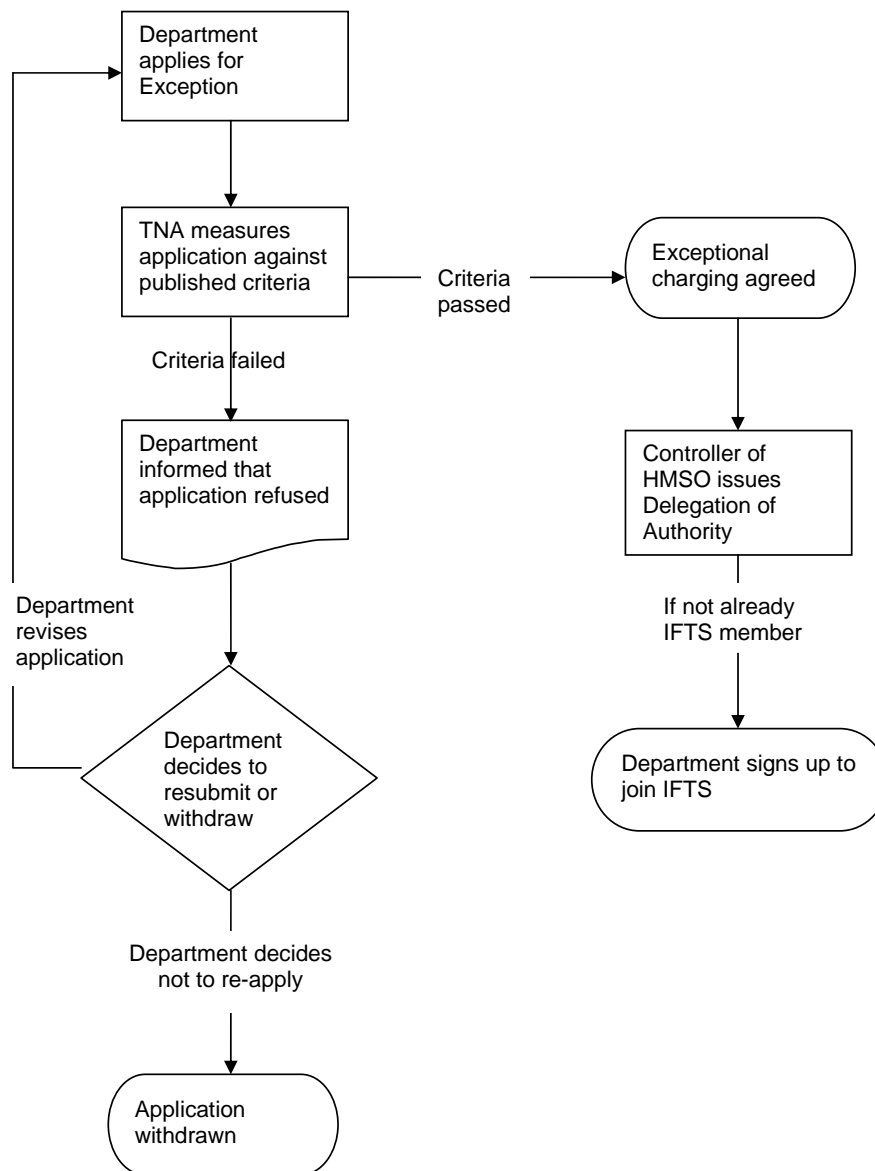 Department
applies for
Exception
TNA measures
application against
published criteria
Criteria
passed
Exceptional
charging agreed
Criteria failed
Department
informed that
application refused
Controller of
HMSO issues
Delegation of
Authority
If not already
IFTS member
Department signs up to
join IFTS
Department
revises
application
Department
decides to
resubmit or
withdraw
Department decides
not to re-apply
Application
withdrawn